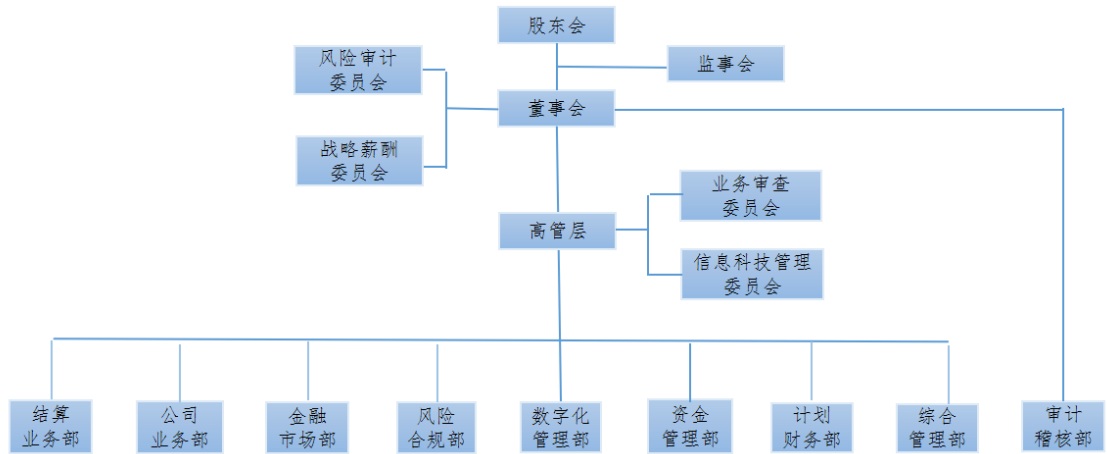 股东会
监事会
风险审计
委员会
董事会
战略薪酬
委员会
业务审查
委员会
高管层
信息科技管理
委员会
结算
业务部
公司
业务部
金融
市场部
风险
合规部
数字化
管理部
资金
管理部
计划
财务部
综合
管理部
审计
稽核部